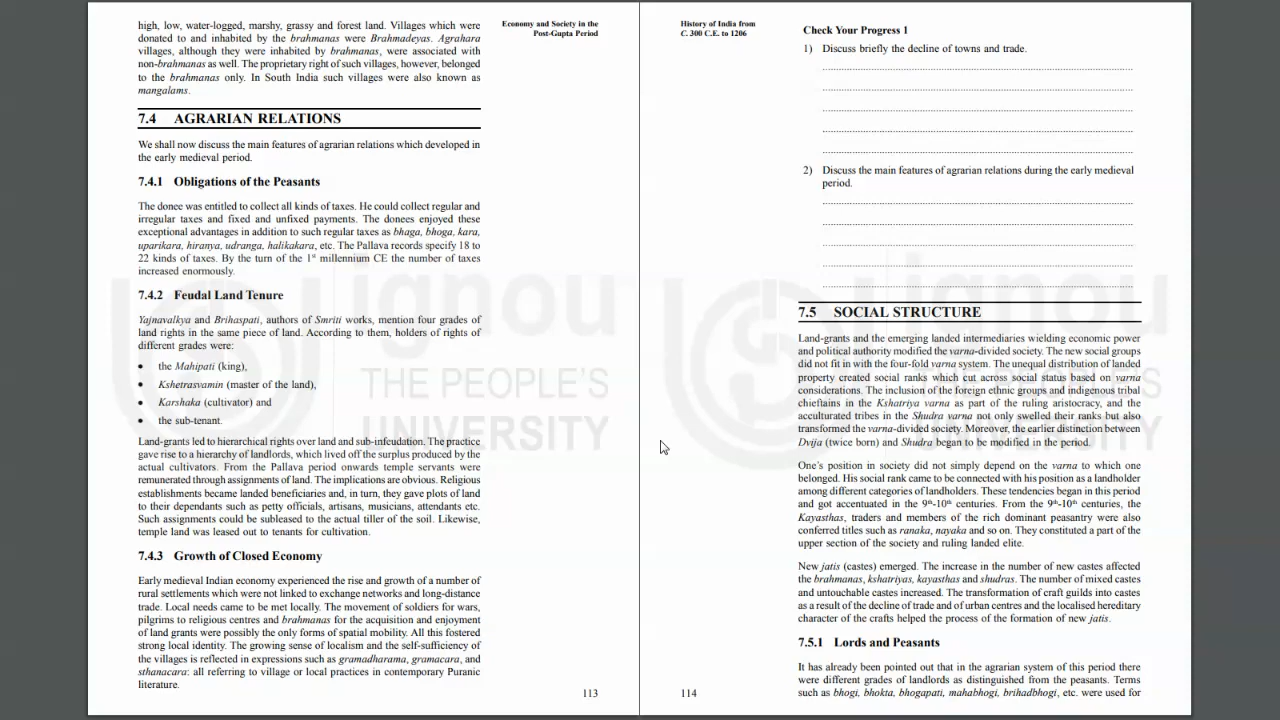 high, low, water-logged, marshy, grassy and forest land. Villages which were
donated to and inhabited by the brahmanas were Brahmadeyas. Agrahara
villages, although they were inhabited by brahmanas, were associated with
non-brahmanas as well. The proprietary right of such villages, however, belonged
to the brahmanas only. In South India such villages were also known as
mangalams.
Economy and Society in the
Post-Gupta Period
7.4 AGRARIAN RELATIONS
We shall now discuss the main features of agrarian relations which developed in
the early medieval period.
7.4.1 Obligations of the Peasants
The donee was entitled to collect all kinds of taxes. He could collect regular and
irregular taxes and fixed and unfixed payments. The donees enjoyed these
exceptional advantages in addition to such regular taxes as bhaga, bhoga, kara,
uparikara, hiranya, udranga, halikakara, etc. The Pallava records specify 18 to
22 kinds of taxes. By the turn of the 1st millennium CE the number of taxes
increased enormously.
7.4.2 Feudal Land Tenure
Yajnavalkya and Brihaspati, authors of Smriti works, mention four grades of
land rights in the same piece of land. According to them, holders of rights of
different grades were:
• the Mahipati (king),
• Kshetrasvamin (master of the land),
• Karshaka (cultivator) and
• the sub-tenant.
Land-grants led to hierarchical rights over land and sub-infeudation. The practice
gave rise to a hierarchy of landlords, which lived off the surplus produced by the
actual cultivators. From the Pallava period onwards temple servants were
remunerated through assignments of land. The implications are obvious. Religious
establishments became landed beneficiaries and, in turn, they gave plots of land
to their dependants such as petty officials, artisans, musicians, attendants etc.
Such assignments could be subleased to the actual tiller of the soil. Likewise,
temple land was leased out to tenants for cultivation.
7.4.3 Growth of Closed Economy
Early medieval Indian economy experienced the rise and growth of a number of
rural settlements which were not linked to exchange networks and long-distance
trade. Local needs came to be met locally. The movement of soldiers for wars,
pilgrims to religious centres and brahmanas for the acquisition and enjoyment
of land grants were possibly the only forms of spatial mobility. All this fostered
strong local identity. The growing sense of localism and the self-sufficiency of
the villages is reflected in expressions such as gramadharama, gramacara, and
sthanacara: all referring to village or local practices in contemporary Puranic
literature.
113
ignou
THE PEOPLE'S
UNIVERSITY
History of India from
C. 300 C.E. to 1206
Check Your Progress 1
1) Discuss briefly the decline of towns and trade.
2) Discuss the main features of agrarian relations during the early medieval
period.
7.5 SOCIAL STRUCTURE
Land-grants and the emerging landed intermediaries wielding economic power
and political authority modified the varna-divided society. The new social groups
did not fit in with the four-fold varna system. The unequal distribution of landed
property created social ranks which cut across social status based on varna
considerations. The inclusion of the foreign ethnic groups and indigenous tribal
chieftains in the Kshatriya varna as part of the ruling aristocracy, and the
acculturated tribes in the Shudra varna not only swelled their ranks but also
transformed the varna-divided society. Moreover, the earlier distinction between
Dvija (twice born) and Shudra began to be modified in the period.
One's position in society did not simply depend on the varna to which one
belonged. His social rank came to be connected with his position as a landholder
among different categories of landholders. These tendencies began in this period
and got accentuated in the 9th-10th centuries. From the 9th-10th centuries, the
Kayasthas, traders and members of the rich dominant peasantry were also
conferred titles such as ranaka, nayaka and so on. They constituted a part of the
upper section of the society and ruling landed elite.
New jatis (castes) emerged. The increase in the number of new castes affected
the brahmanas, kshatriyas, kayasthas and shudras. The number of mixed castes
and untouchable castes increased. The transformation of craft guilds into castes
as a result of the decline of trade and of urban centres and the localised hereditary
character of the crafts helped the process of the formation of new jatis.
7.5.1 Lords and Peasants
It has already been pointed out that in the agrarian system of this period there
were different grades of landlords as distinguished from the peasants. Terms
such as bhogi, bhokta, bhogapati, mahabhogi, brihadbhogi, etc. were used for
114
ignou
THE PEOPLE'S
UNIVERSITY